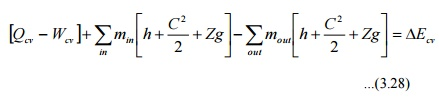 [Q_cv − W_cv] + ∑_in m_in [h + C²/2 + Zg] − ∑_out m_out [h + C²/2 + Zg] = ΔE_cv
...(3.28)